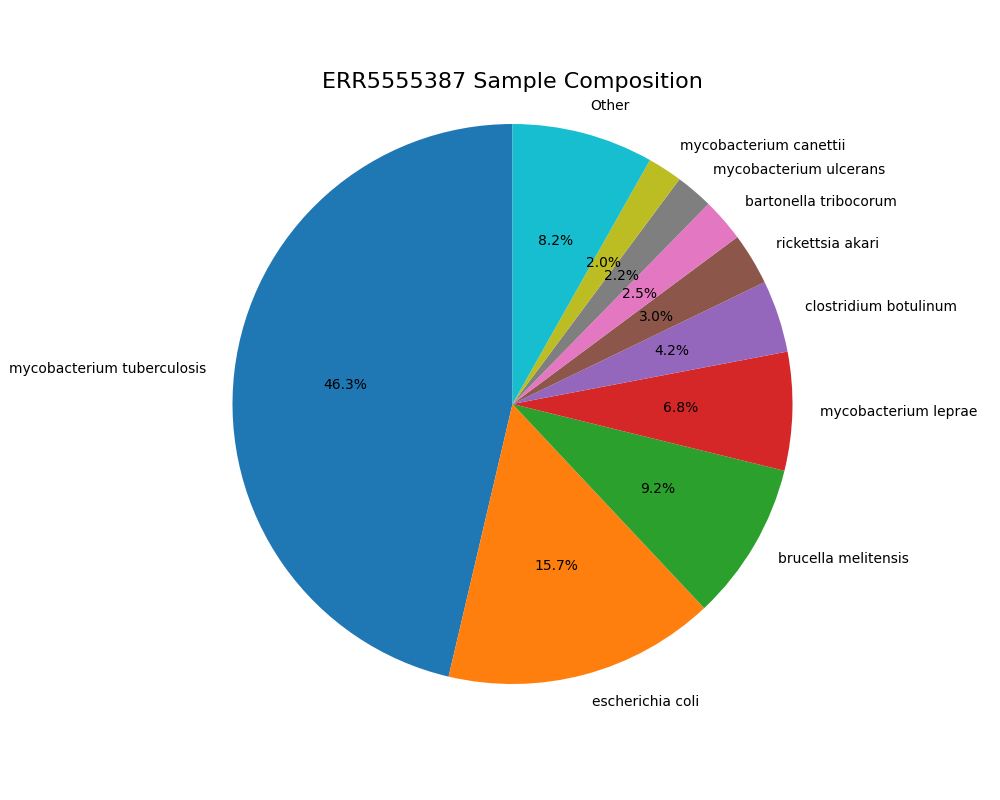 ERR5555387 Sample Composition
Other
mycobacterium canettii
mycobacterium ulcerans
bartonella tribocorum
rickettsia akari
clostridium botulinum
mycobacterium leprae
brucella melitensis
escherichia coli
mycobacterium tuberculosis
8.2%
2.0%
2.2%
2.5%
3.0%
4.2%
6.8%
9.2%
15.7%
46.3%